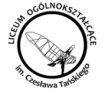 LICEUM OGÓLNOKSZTAŁCĄCE
im. Czesława Tańskiego